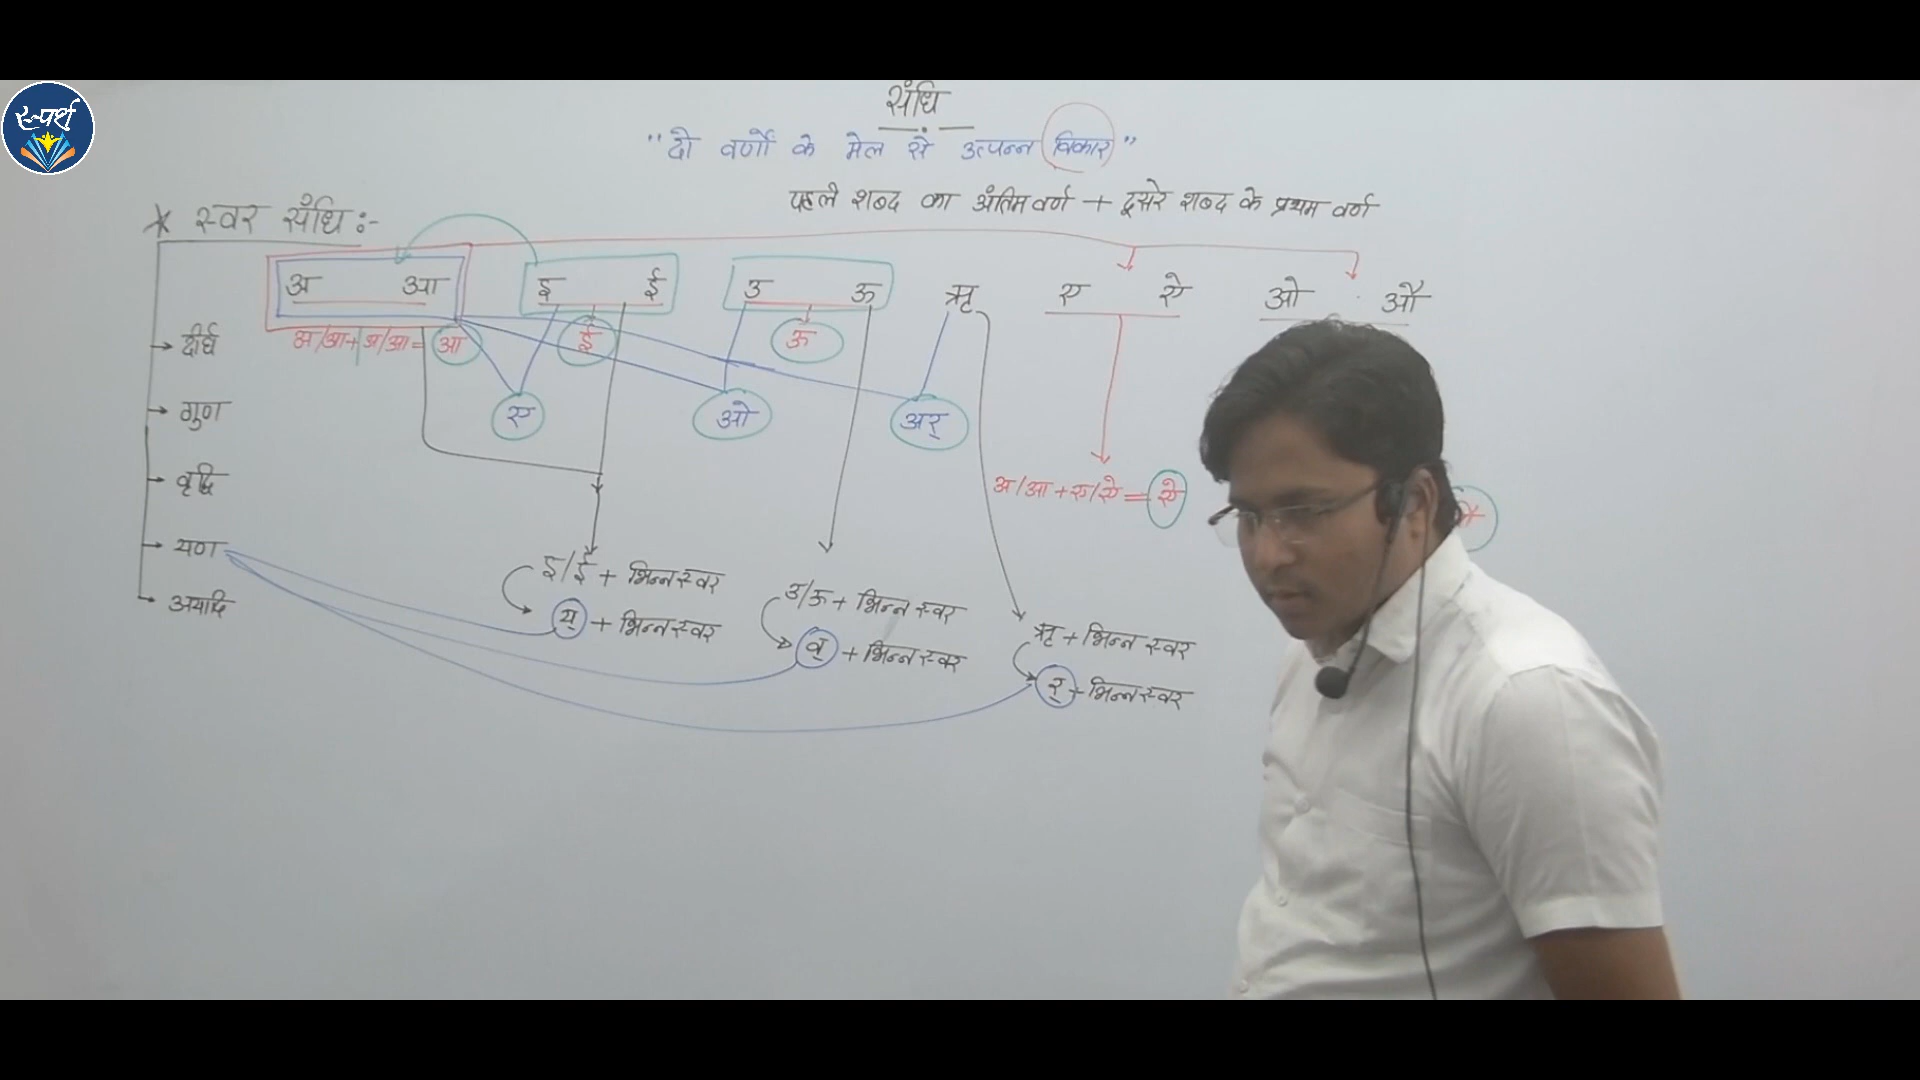 स्पर्श
संधि
"दो वर्णों के मेल से उत्पन्न विकार"
पहले शब्द का अंतिम वर्ण + दूसरे शब्द के प्रथम वर्ण
* स्वर संधि :-
अ आ इ ई उ ऊ ऋ ए ऐ ओ औ
→ दीर्घ अ/आ + अ/आ = आ ई ऊ
→ गुण ए ओ अर्
→ वृद्धि अ/आ + ए/ऐ = ऐ
→ यण इ/ई + भिन्न स्वर उ/ऊ + भिन्न स्वर ऋ + भिन्न स्वर
→ अयादि य् + भिन्न स्वर व् + भिन्न स्वर र् + भिन्न स्वर